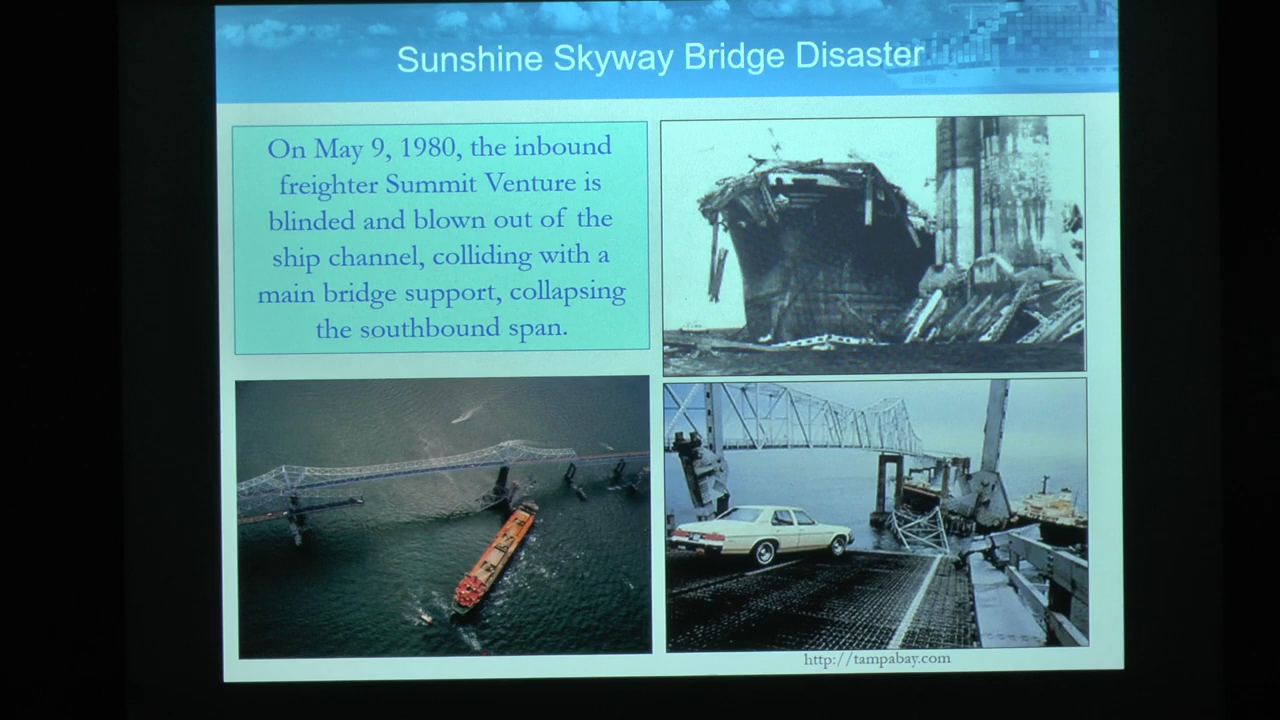 Sunshine Skyway Bridge Disaster
On May 9, 1980, the inbound
freighter Summit Venture is
blinded and blown out of the
ship channel, colliding with a
main bridge support, collapsing
the southbound span.
http://tampabay.com